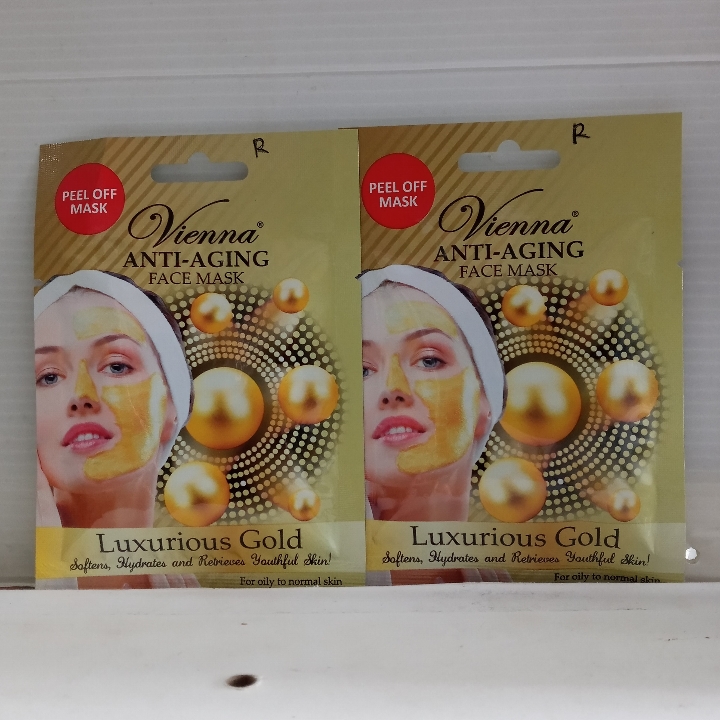 R
PEEL OFF
MASK
Vienna®
ANTI-AGING
FACE MASK
Luxurious Gold
Softens, Hydrates and Retrieves Youthful Skin!
For oily to normal skin
R
PEEL OFF
MASK
Vienna®
ANTI-AGING
FACE MASK
Luxurious Gold
Softens, Hydrates and Retrieves Youthful Skin!
For oily to normal skin